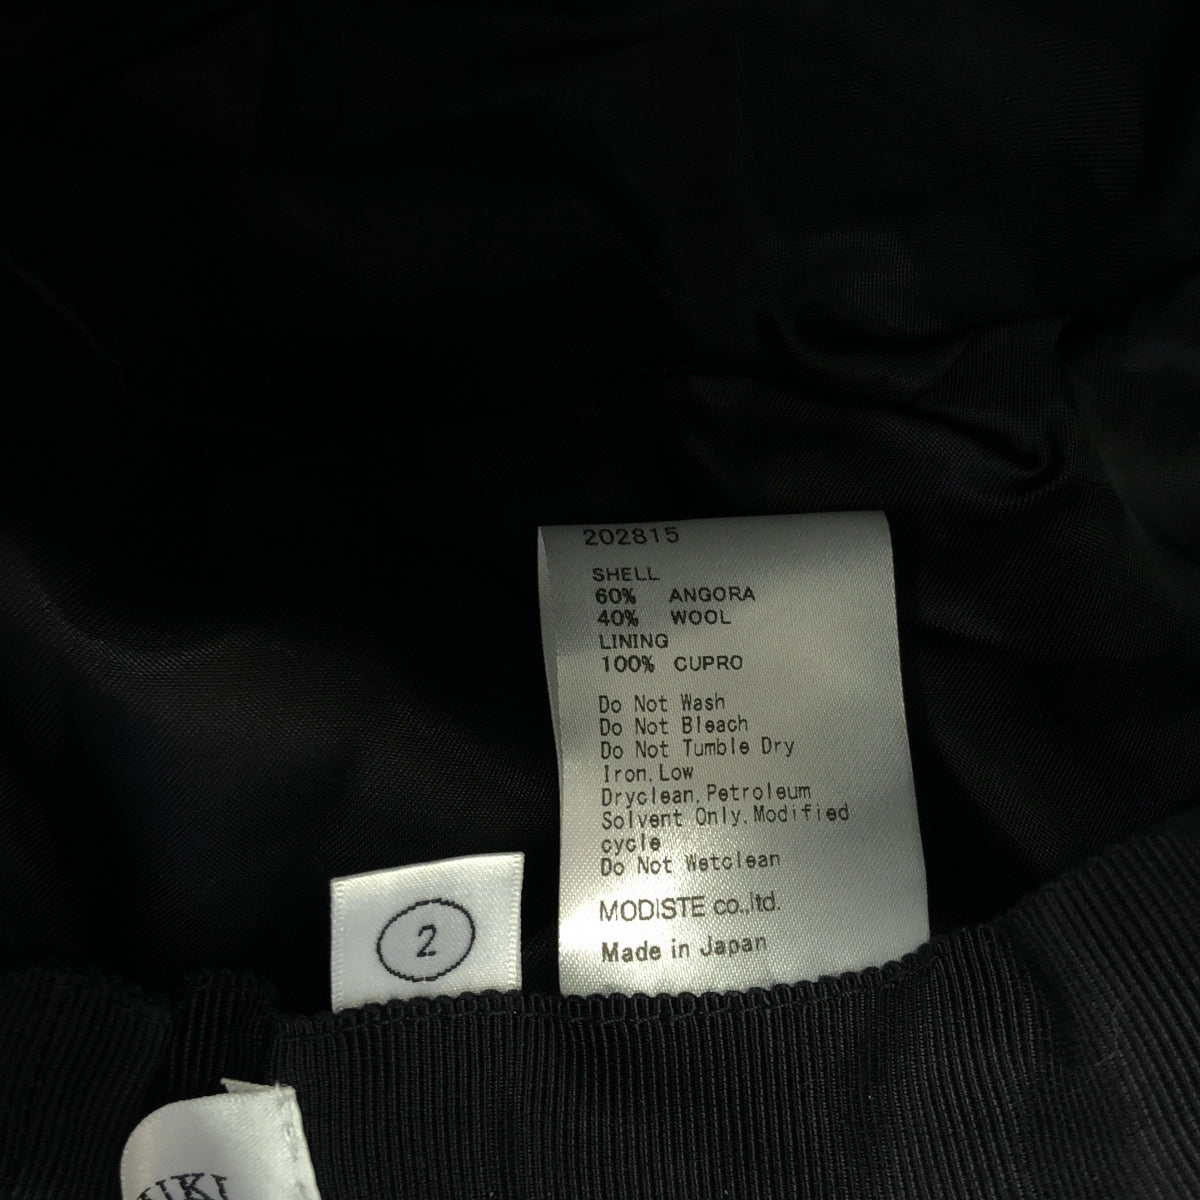 202815
SHELL
60% ANGORA
40% WOOL
LINING
100% CUPRO
Do Not Wash
Do Not Bleach
Do Not Tumble Dry
Iron, Low
Dryclean, Petroleum
Solvent Only, Modified
cycle
Do Not Wetclean
MODISTE co.,ltd.
Made in Japan
2